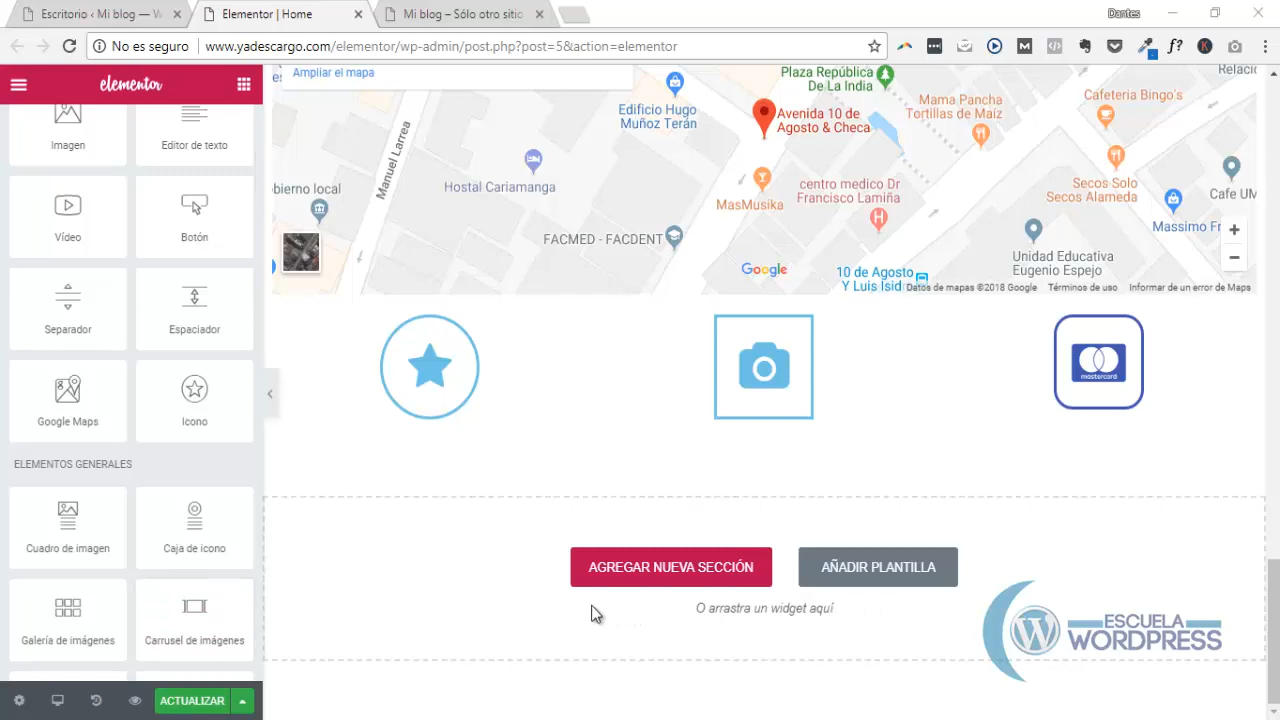 Escritorio ‹ Mi blog — W
Elementor | Home
Mi blog – Sólo otro sitio
Dantes
No es seguro
www.yadescargo.com/elementor/wp-admin/post.php?post=5&action=elementor
elementor
Imagen
Editor de texto
Vídeo
Botón
Separador
Espaciador
Google Maps
Icono
ELEMENTOS GENERALES
Cuadro de imagen
Caja de icono
Galería de imágenes
Carrusel de imágenes
ACTUALIZAR
Ampliar el mapa
Plaza República
De La India
Relacio
Edificio Hugo
Muñoz Terán
Avenida 10 de
Agosto & Checa
Mama Pancha
Tortillas de Maíz
Cafeteria Bingo's
Manuel Larrea
bierno local
Hostal Cariamanga
MasMusika
centro medico Dr
Francisco Lamiña
Secos Solo
Secos Alameda
Cafe UM
Massimo Fr
FACMED - FACDENT
Unidad Educativa
Eugenio Espejo
Google
10 de Agosto
Y Luis Isid
Datos de mapas ©2018 Google
Términos de uso
Informar de un error de Maps
mastercard
AGREGAR NUEVA SECCIÓN
AÑADIR PLANTILLA
O arrastra un widget aquí
ESCUELA
WORDPRESS